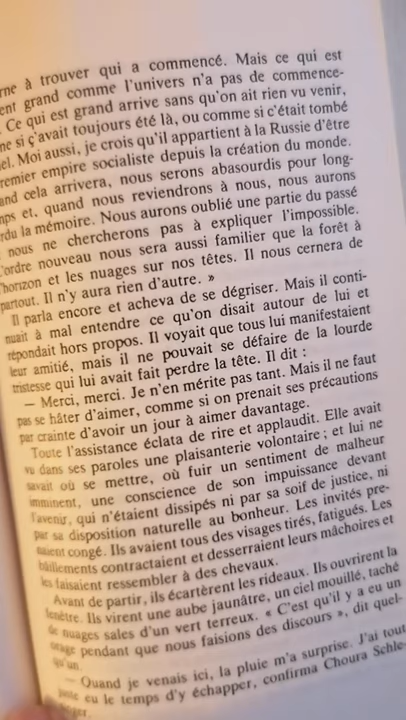 rne à trouver qui a commencé. Mais ce qui est
ent grand comme l'univers n'a pas de commence-
. Ce qui est grand arrive sans qu'on ait rien vu venir,
ne si ç'avait toujours été là, ou comme si c'était tombé
iel. Moi aussi, je crois qu'il appartient à la Russie d'être
remier empire socialiste depuis la création du monde.
and cela arrivera, nous serons abasourdis pour long-
nps et, quand nous reviendrons à nous, nous aurons
rdu la mémoire. Nous aurons oublié une partie du passé
nous ne chercherons pas à expliquer l'impossible.
'ordre nouveau nous sera aussi familier que la forêt à
'horizon et les nuages sur nos têtes. Il nous cernera de
partout. Il n'y aura rien d'autre. »
Il parla encore et acheva de se dégriser. Mais il conti-
nuait à mal entendre ce qu'on disait autour de lui et
répondait hors propos. Il voyait que tous lui manifestaient
leur amitié, mais il ne pouvait se défaire de la lourde
tristesse qui lui avait fait perdre la tête. Il dit :
— Merci, merci. Je n'en mérite pas tant. Mais il ne faut
pas se hâter d'aimer, comme si on prenait ses précautions
par crainte d'avoir un jour à aimer davantage.
Toute l'assistance éclata de rire et applaudit. Elle avait
vu dans ses paroles une plaisanterie volontaire ; et lui ne
savait où se mettre, où fuir un sentiment de malheur
imminent, une conscience de son impuissance devant
l'avenir, qui n'étaient dissipés ni par sa soif de justice, ni
par sa disposition naturelle au bonheur. Les invités pre-
naient congé. Ils avaient tous des visages tirés, fatigués. Les
bâillements contractaient et desserraient leurs mâchoires et
les faisaient ressembler à des chevaux.
Avant de partir, ils écartèrent les rideaux. Ils ouvrirent la
fenêtre. Ils virent une aube jaunâtre, un ciel mouillé, taché
de nuages sales d'un vert terreux. « C'est qu'il y a eu un
orage pendant que nous faisions des discours », dit quel-
qu'un.
— Quand je venais ici, la pluie m'a surprise. J'ai tout
juste eu le temps d'y échapper, confirma Choura Schle-